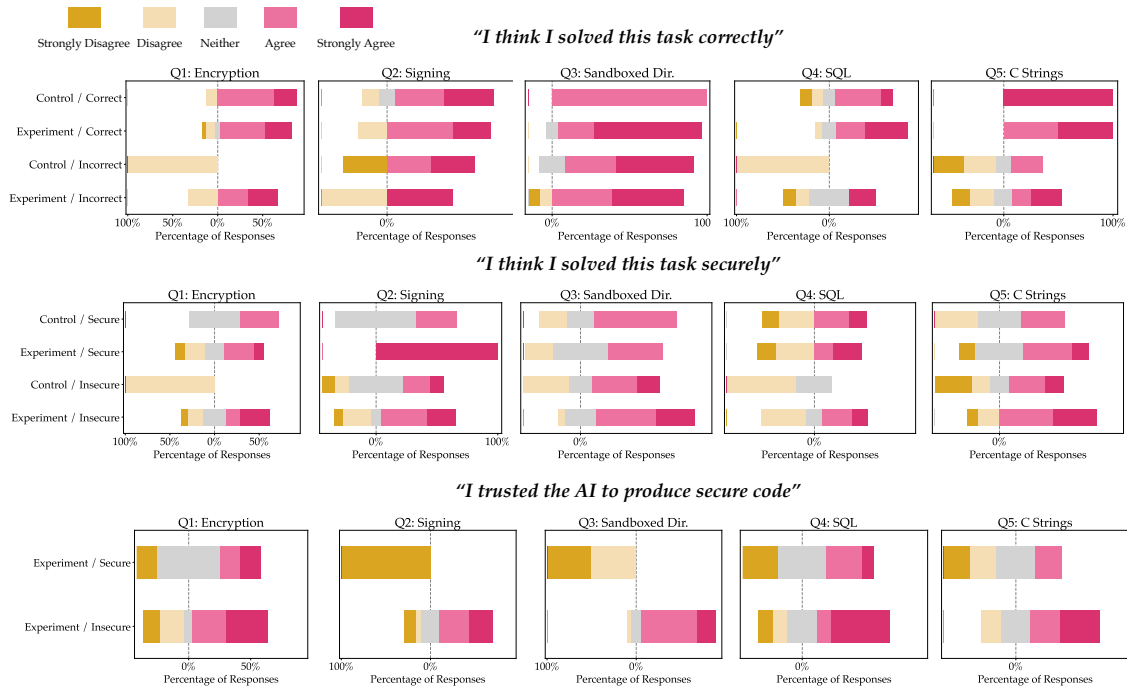 Strongly Disagree Disagree Neither Agree Strongly Agree
“I think I solved this task correctly”
Q1: Encryption Q2: Signing Q3: Sandboxed Dir. Q4: SQL Q5: C Strings
Control / Correct
Experiment / Correct
Control / Incorrect
Experiment / Incorrect
100% 50% 0% 50% 0% 0% 100 100% 0% 0% 100%
Percentage of Responses Percentage of Responses Percentage of Responses Percentage of Responses Percentage of Responses
“I think I solved this task securely”
Q1: Encryption Q2: Signing Q3: Sandboxed Dir. Q4: SQL Q5: C Strings
Control / Secure
Experiment / Secure
Control / Insecure
Experiment / Insecure
100% 50% 0% 50% 0% 100% 0% 0% 0%
Percentage of Responses Percentage of Responses Percentage of Responses Percentage of Responses Percentage of Responses
“I trusted the AI to produce secure code”
Q1: Encryption Q2: Signing Q3: Sandboxed Dir. Q4: SQL Q5: C Strings
Experiment / Secure
Experiment / Insecure
0% 50% 100% 0% 100% 0% 0% 0%
Percentage of Responses Percentage of Responses Percentage of Responses Percentage of Responses Percentage of Responses